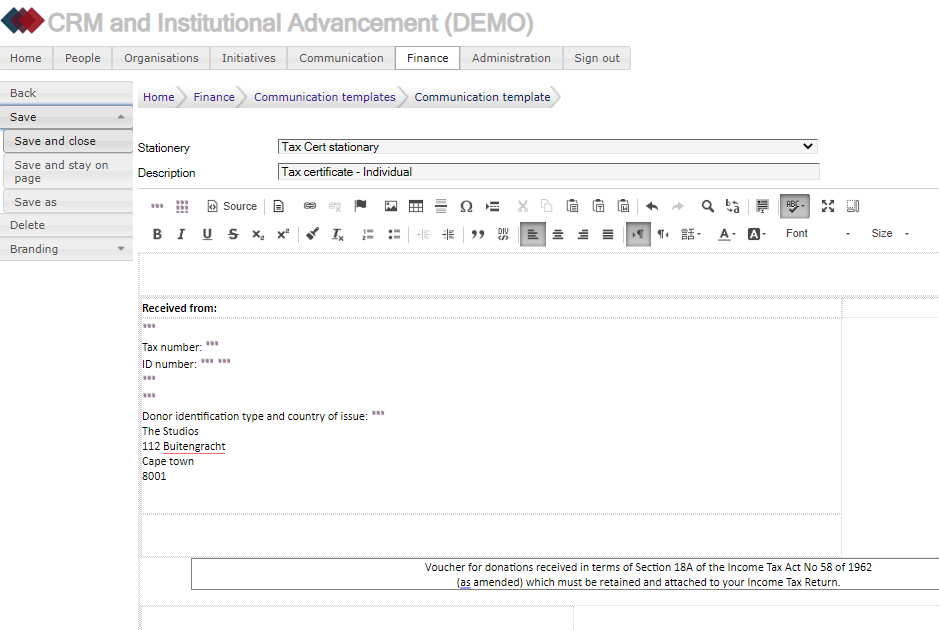 CRM and Institutional Advancement (DEMO)
Home People Organisations Initiatives Communication Finance Administration Sign out
Back
Save
Save and close
Save and stay on page
Save as
Delete
Branding
Home Finance Communication templates Communication template
Stationery Tax Cert stationary
Description Tax certificate - Individual
Source
Font Size
Received from:
Tax number:
ID number:
Donor identification type and country of issue:
The Studios
112 Buitengracht
Cape town
8001
Voucher for donations received in terms of Section 18A of the Income Tax Act No 58 of 1962
(as amended) which must be retained and attached to your Income Tax Return.